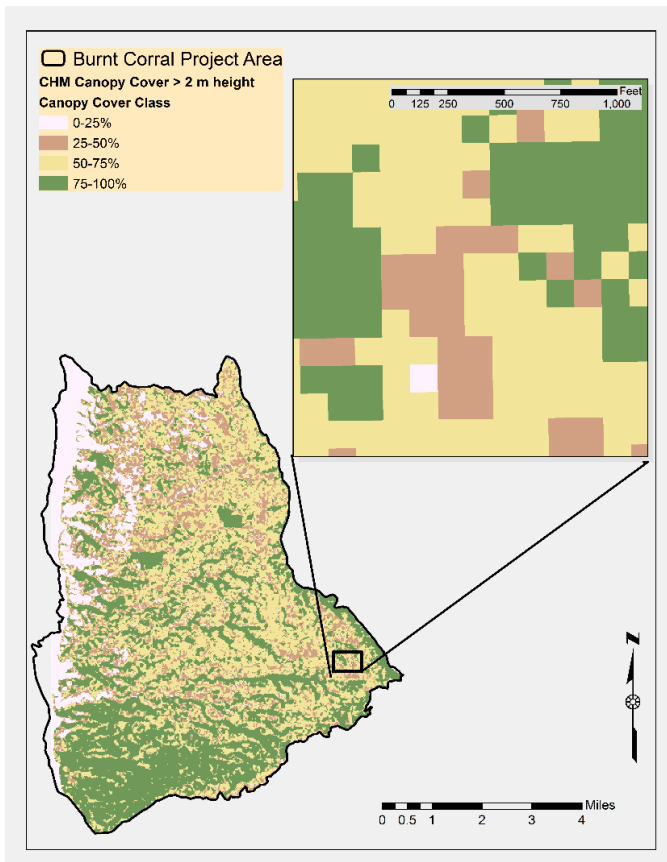 Burnt Corral Project Area
CHM Canopy Cover > 2 m height
Canopy Cover Class
0-25%
25-50%
50-75%
75-100%
Feet
0 125 250 500 750 1,000
N
Miles
0 0.5 1 2 3 4